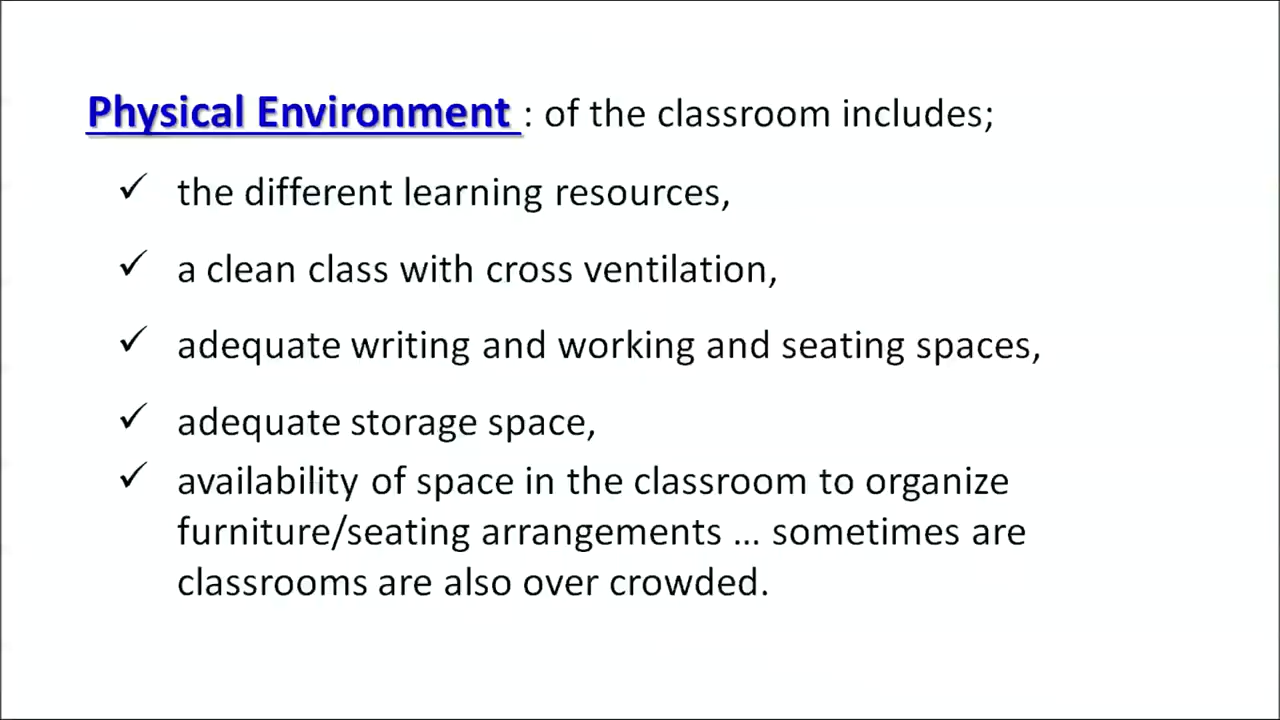 Physical Environment : of the classroom includes;
✓ the different learning resources,
✓ a clean class with cross ventilation,
✓ adequate writing and working and seating spaces,
✓ adequate storage space,
✓ availability of space in the classroom to organize
furniture/seating arrangements ... sometimes are
classrooms are also over crowded.